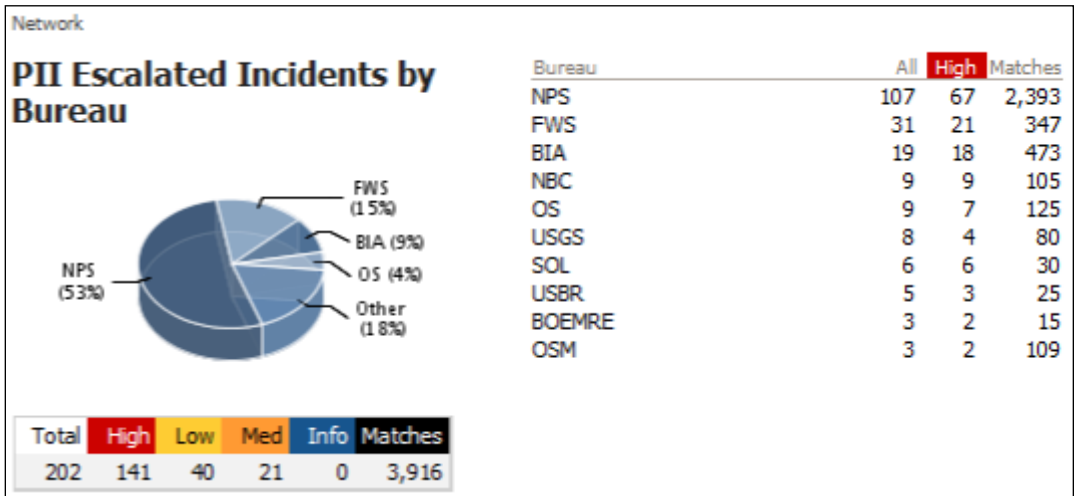 Network
PII Escalated Incidents by
Bureau
FWS
(15%)
BIA (9%)
OS (4%)
Other
(18%)
NPS
(53%)
Total High Low Med Info Matches
202 141 40 21 0 3,916
Bureau All High Matches
NPS 107 67 2,393
FWS 31 21 347
BIA 19 18 473
NBC 9 9 105
OS 9 7 125
USGS 8 4 80
SOL 6 6 30
USBR 5 3 25
BOEMRE 3 2 15
OSM 3 2 109